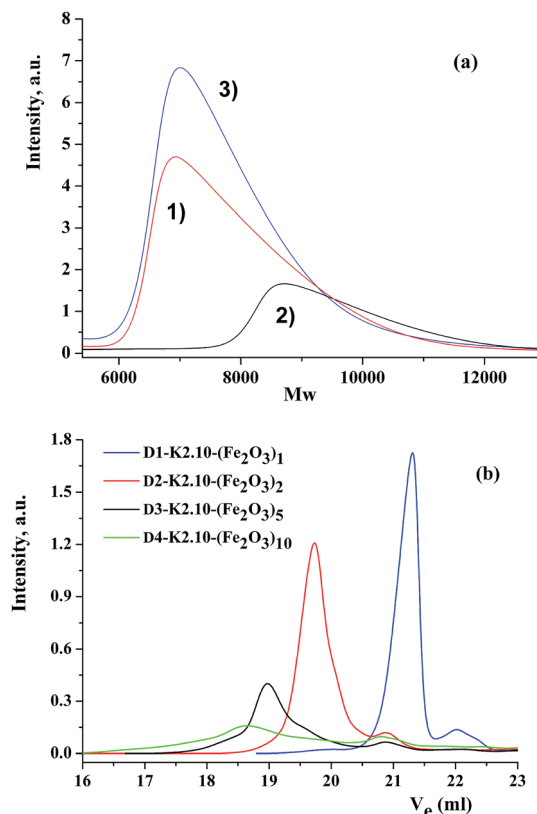 8
7
6
5
4
3
2
1
0
Intensity, a.u.
(a)
3)
1)
2)
6000 8000 10000 12000
Mw
1.8
1.5
1.2
0.9
0.6
0.3
0.0
Intensity, a.u.
D1-K2.10-(Fe₂O₃)₁
D2-K2.10-(Fe₂O₃)₂
D3-K2.10-(Fe₂O₃)₅
D4-K2.10-(Fe₂O₃)₁₀
(b)
16 17 18 19 20 21 22 23
Vₑ (ml)